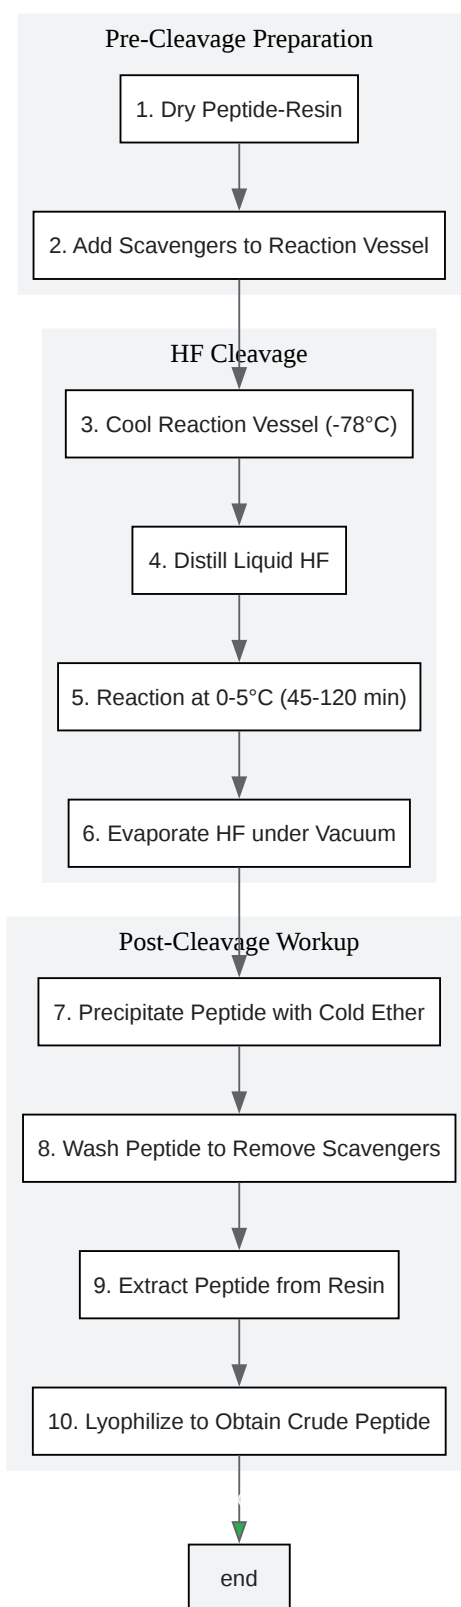 Pre-Cleavage Preparation
1. Dry Peptide-Resin
2. Add Scavengers to Reaction Vessel
HF Cleavage
3. Cool Reaction Vessel (-78°C)
4. Distill Liquid HF
5. Reaction at 0-5°C (45-120 min)
6. Evaporate HF under Vacuum
Post-Cleavage Workup
7. Precipitate Peptide with Cold Ether
8. Wash Peptide to Remove Scavengers
9. Extract Peptide from Resin
10. Lyophilize to Obtain Crude Peptide
end